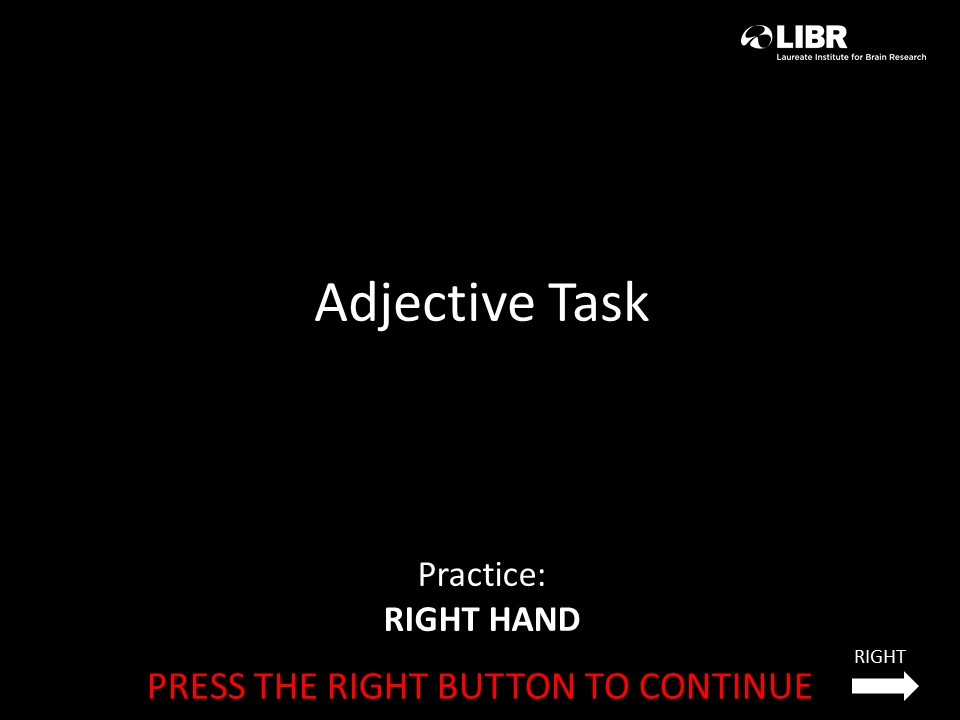 LIBR
Laureate Institute for Brain Research
Adjective Task
Practice:
RIGHT HAND
RIGHT
PRESS THE RIGHT BUTTON TO CONTINUE